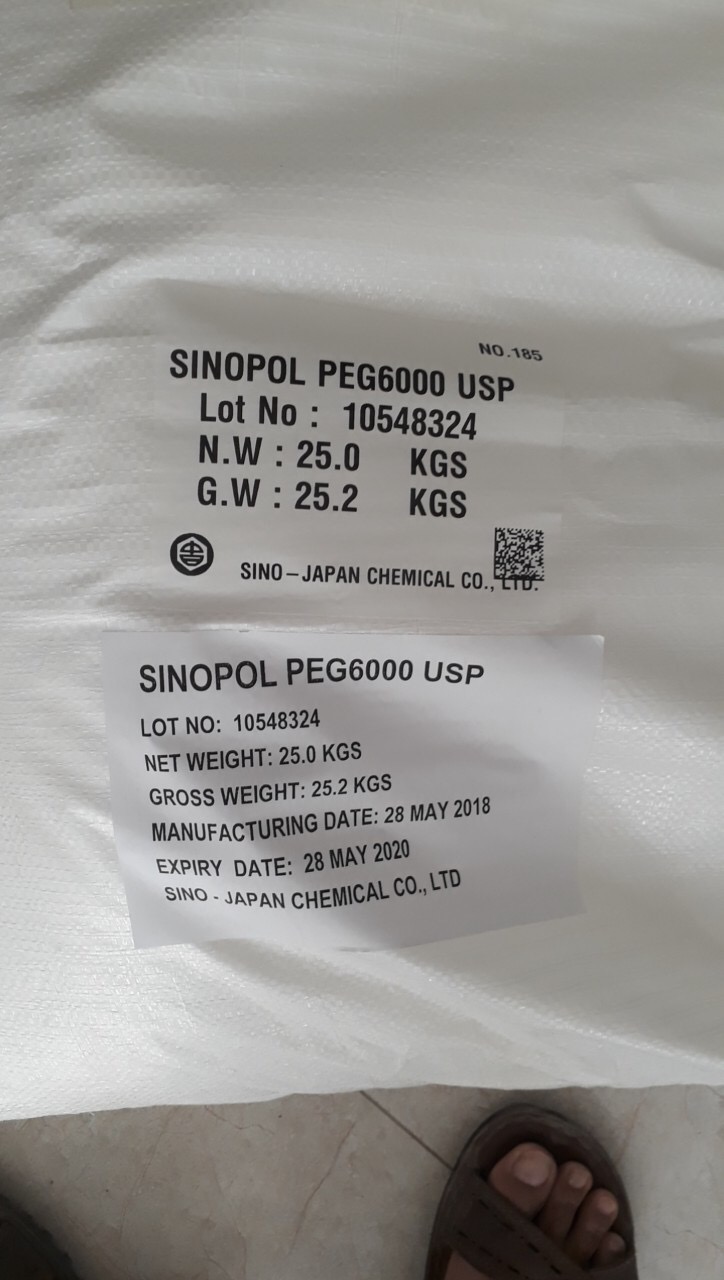 NO.185
SINOPOL PEG6000 USP
Lot No : 10548324
N.W : 25.0 KGS
G.W : 25.2 KGS
SINO-JAPAN CHEMICAL CO., LTD.
SINOPOL PEG6000 USP
LOT NO: 10548324
NET WEIGHT: 25.0 KGS
GROSS WEIGHT: 25.2 KGS
MANUFACTURING DATE: 28 MAY 2018
EXPIRY DATE: 28 MAY 2020
SINO - JAPAN CHEMICAL CO., LTD